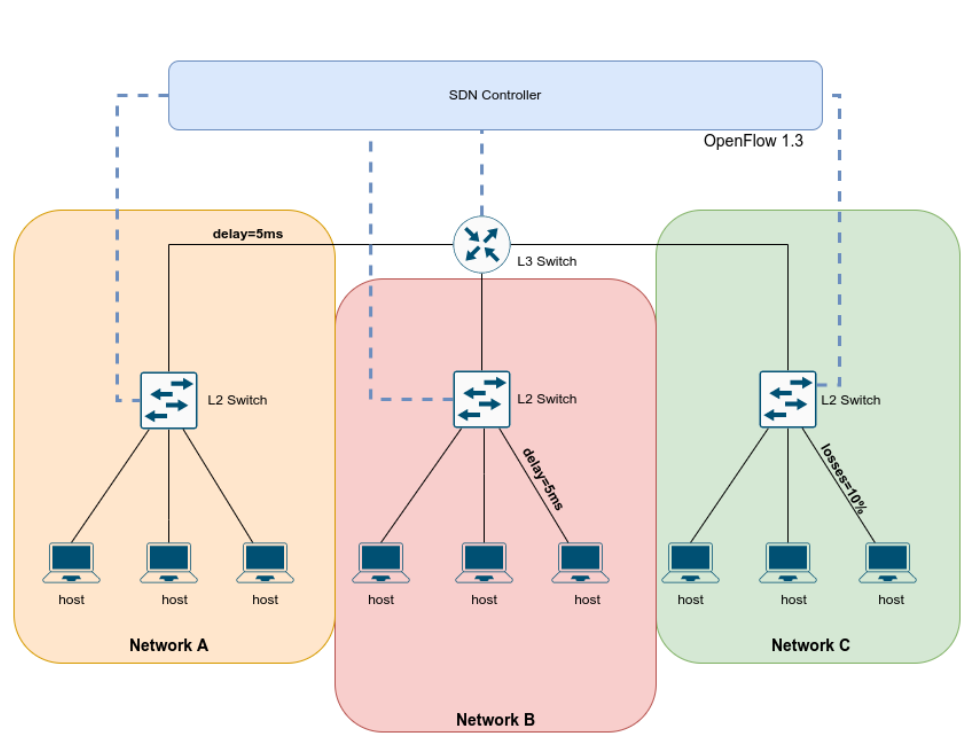 SDN Controller
OpenFlow 1.3
delay=5ms
L3 Switch
L2 Switch
L2 Switch
L2 Switch
delay=5ms
losses=10%
host
host
host
host
host
host
host
host
host
Network A
Network C
Network B